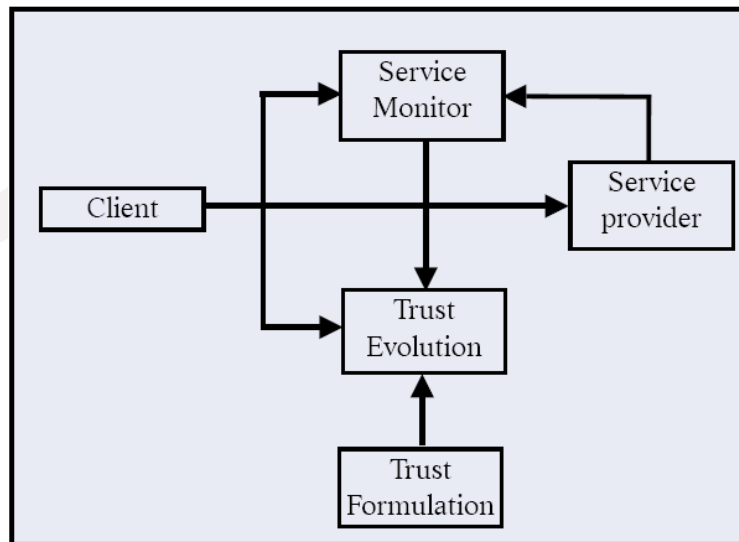 Service
Monitor
Client
Service
provider
Trust
Evolution
Trust
Formulation